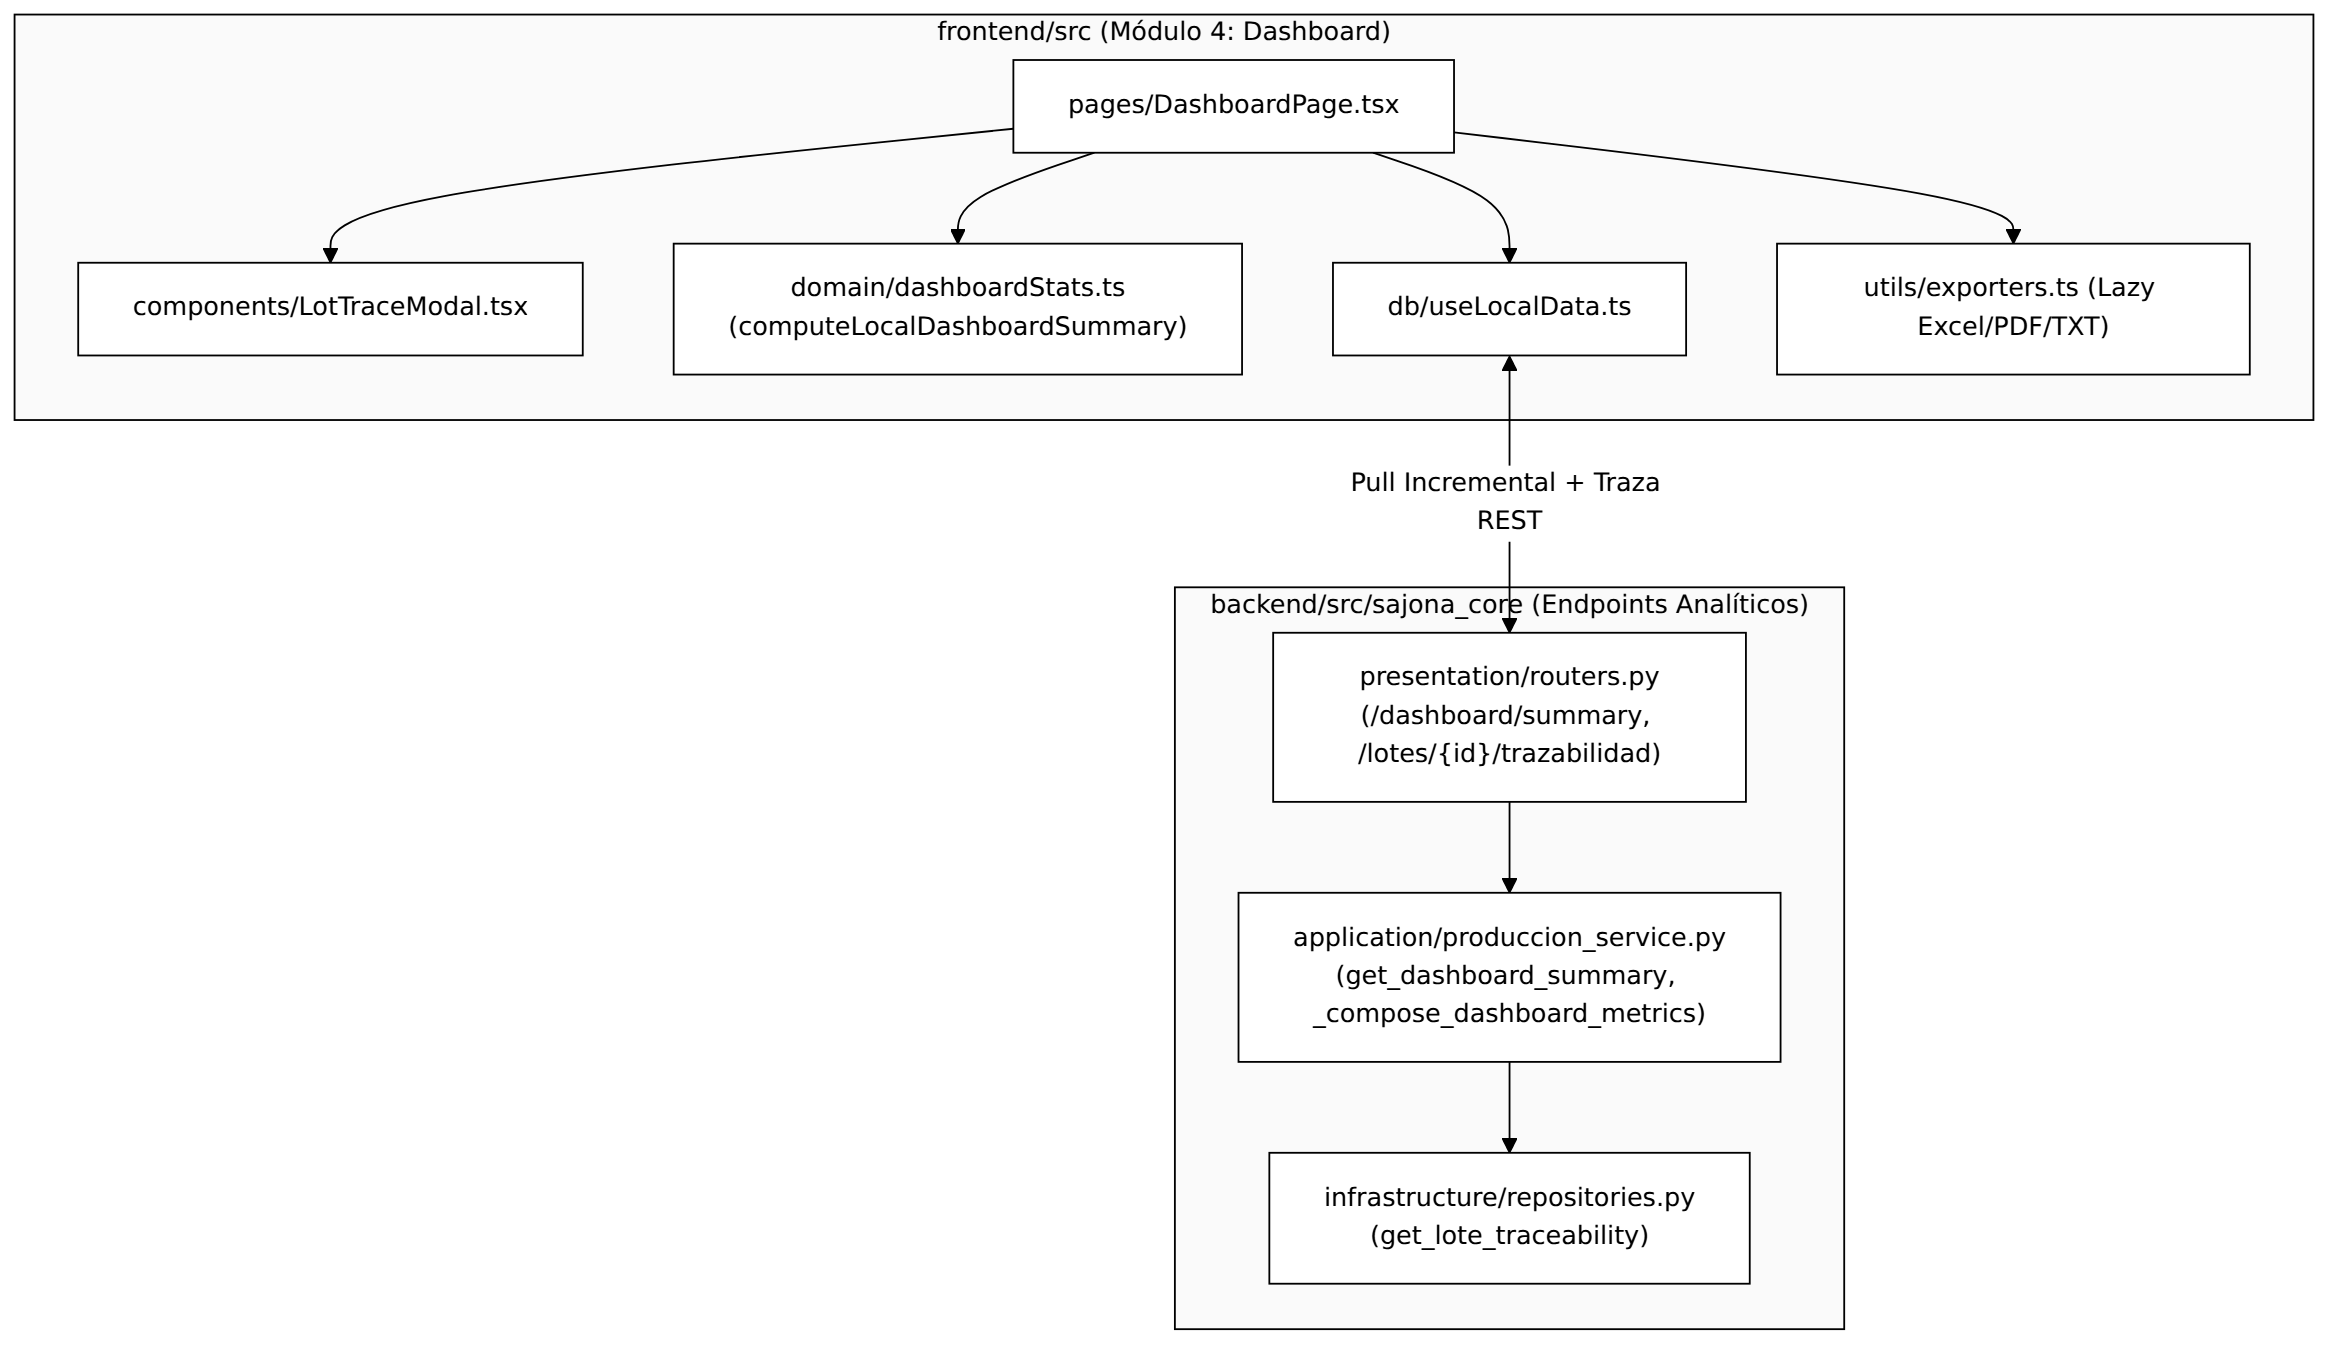 frontend/src (Módulo 4: Dashboard)
pages/DashboardPage.tsx
components/LotTraceModal.tsx
domain/dashboardStats.ts
(computeLocalDashboardSummary)
db/useLocalData.ts
utils/exporters.ts (Lazy
Excel/PDF/TXT)
Pull Incremental + Traza
REST
backend/src/sajona_core (Endpoints Analíticos)
presentation/routers.py
(/dashboard/summary,
/lotes/{id}/trazabilidad)
application/produccion_service.py
(get_dashboard_summary,
_compose_dashboard_metrics)
infrastructure/repositories.py
(get_lote_traceability)